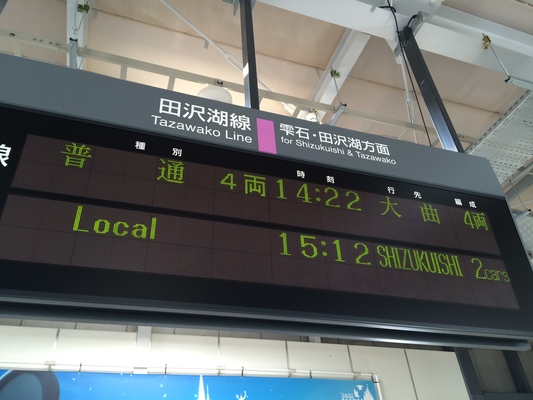 田沢湖線 雫石・田沢湖方面
Tazawako Line for Shizukuishi & Tazawako
線 種別 時刻 行先 編成
普通 4両 14:22 大曲 4両
Local 15:12 SHIZUKUISHI 2cars